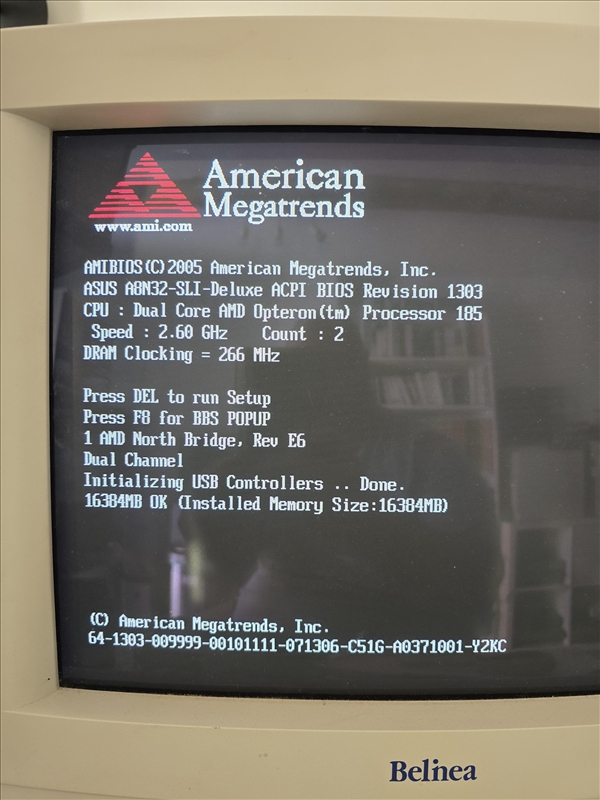 American
Megatrends
www.ami.com
AMIBIOS(C)2005 American Megatrends, Inc.
ASUS A8N32-SLI-Deluxe ACPI BIOS Revision 1303
CPU : Dual Core AMD Opteron(tm) Processor 185
Speed : 2.60 GHz Count : 2
DRAM Clocking = 266 MHz
Press DEL to run Setup
Press F8 for BBS POPUP
1 AMD North Bridge, Rev E6
Dual Channel
Initializing USB Controllers .. Done.
16384MB OK (Installed Memory Size:16384MB)
(C) American Megatrends, Inc.
64-1303-009999-00101111-071306-C51G-A0371001-Y2KC
Belinea